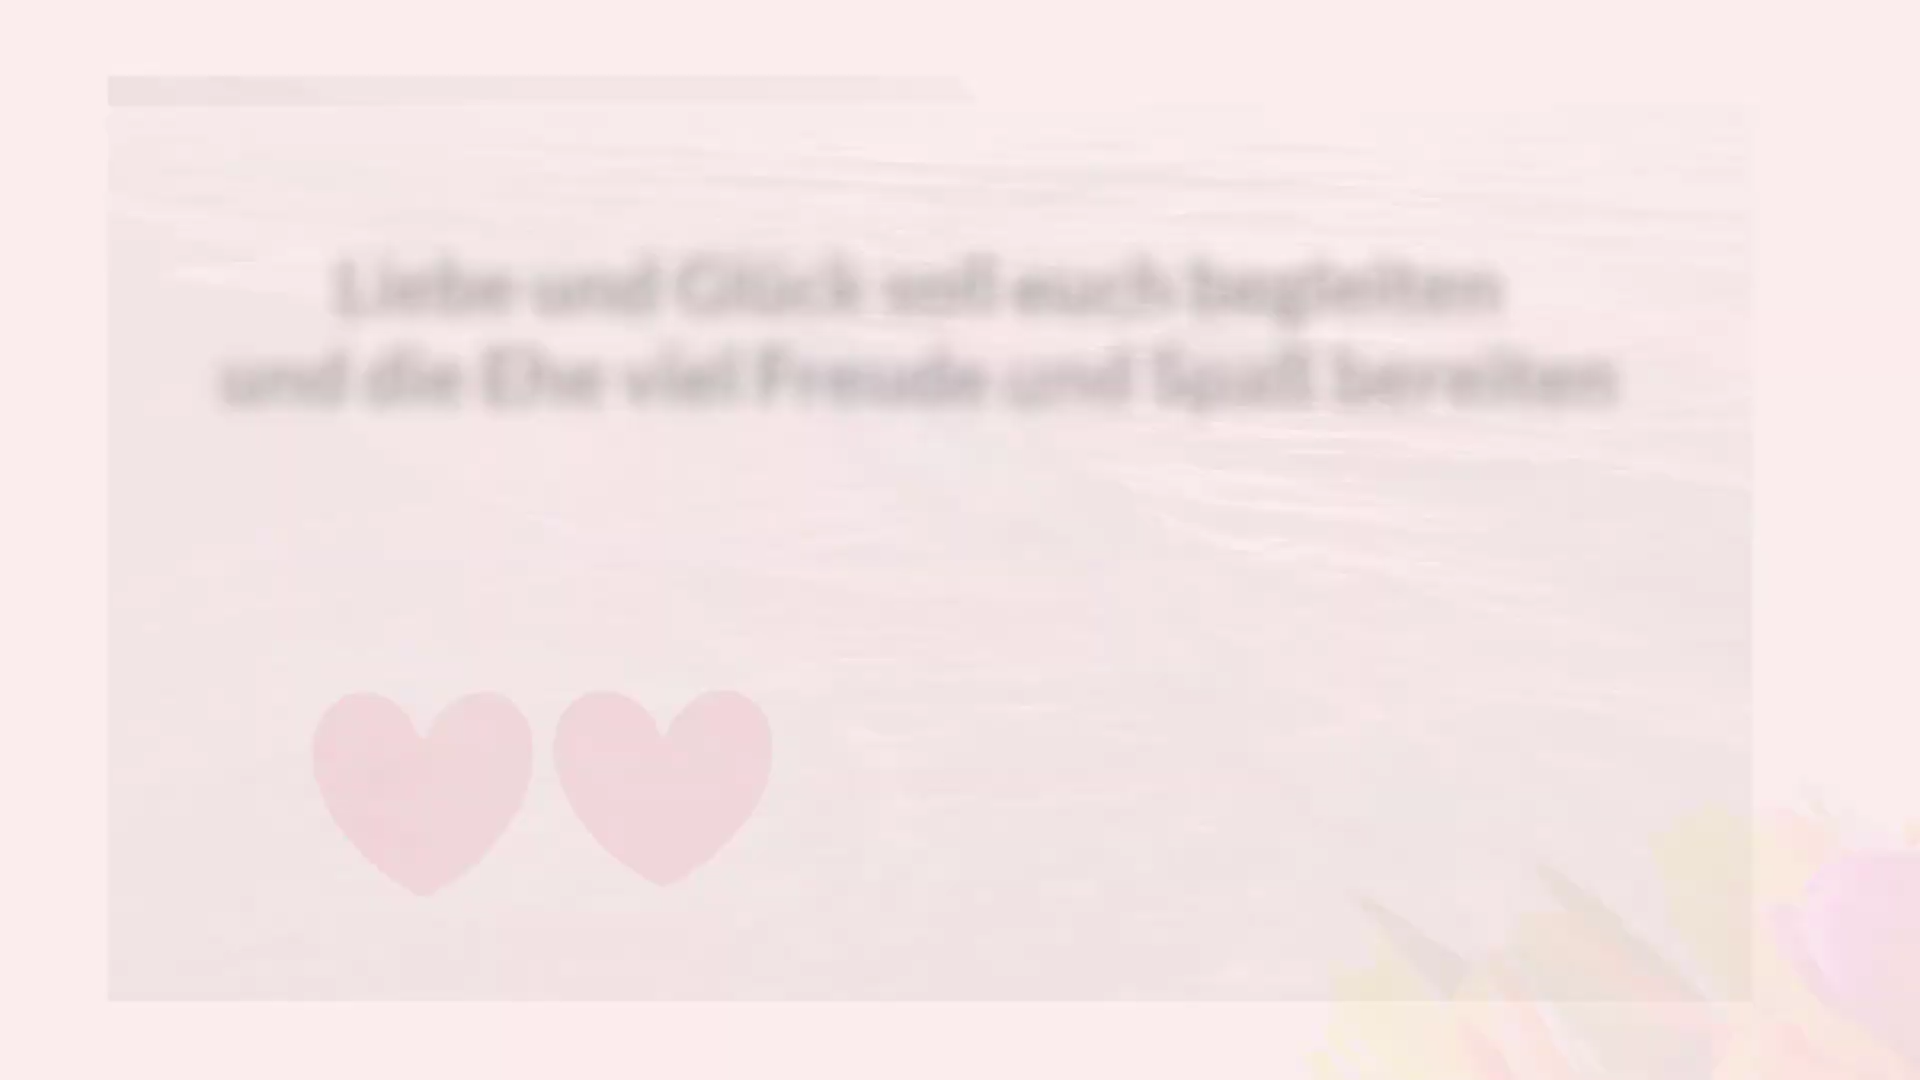 Liebe und Glück soll euch begleiten
und die Ehe viel Freude und Spaß bereiten